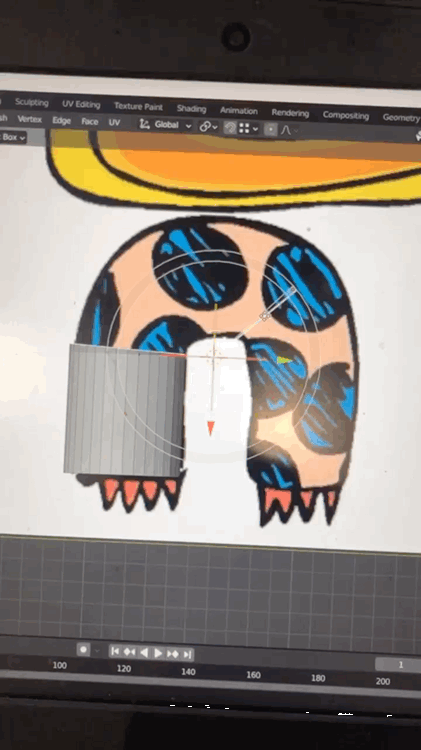 Sculpting UV Editing Texture Paint Shading Animation Rendering Compositing Geometry
Vertex Edge Face UV Global
Box
1
100 120 140 160 180 200